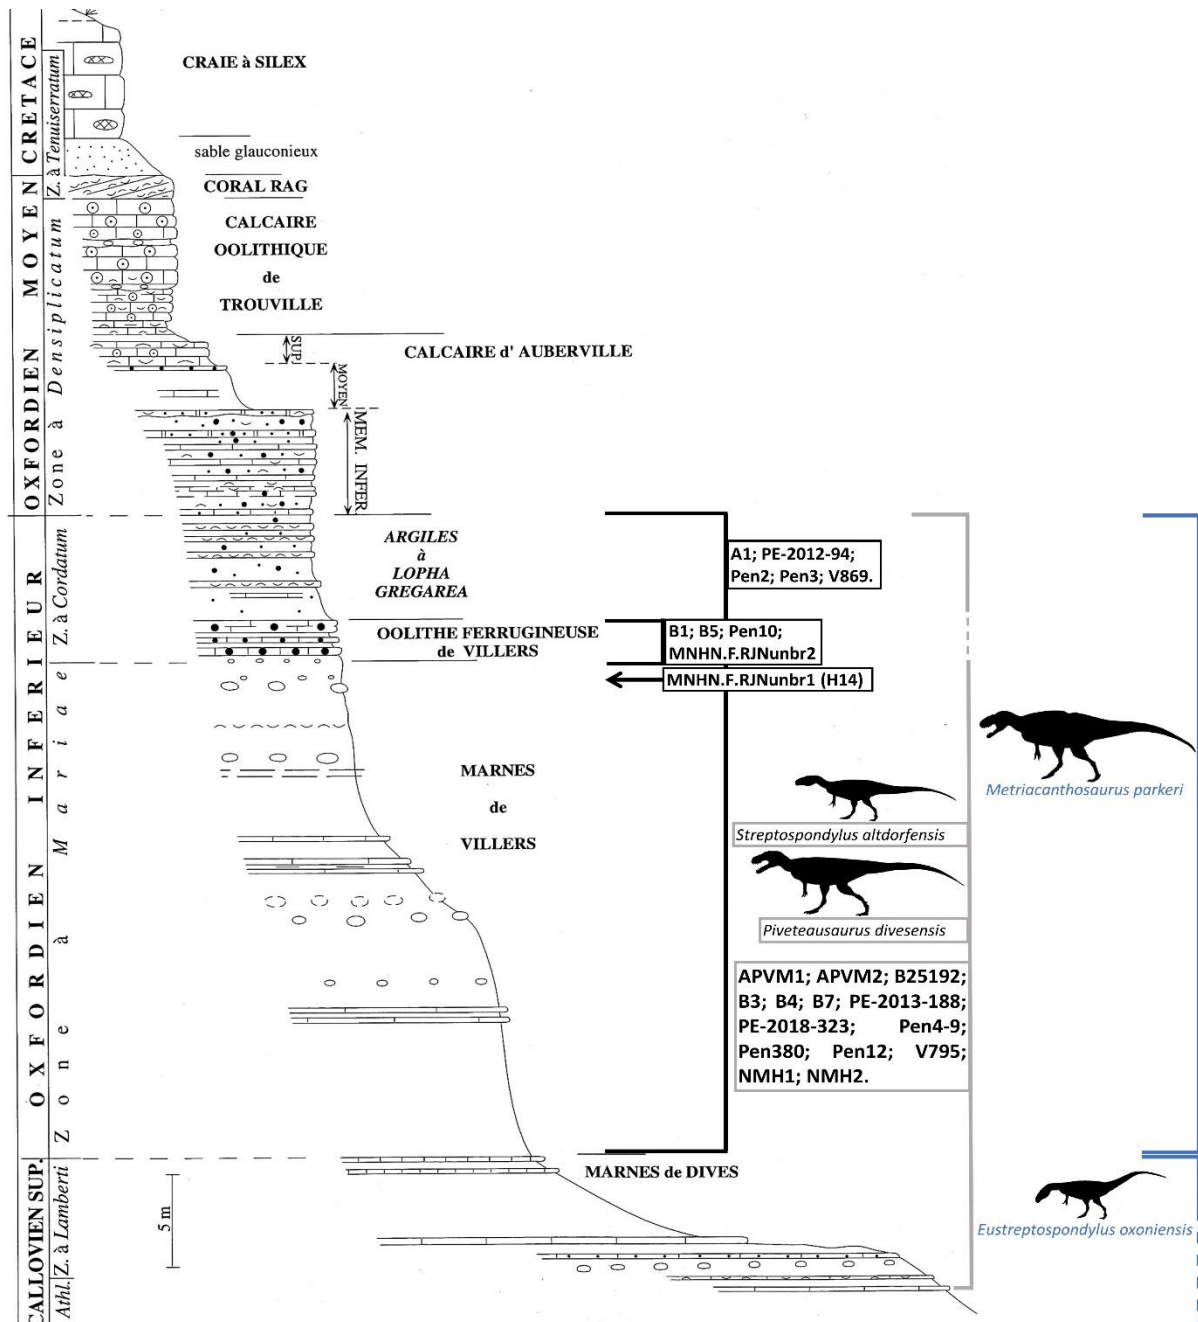 CRETACE
MOYEN
OXFORDIEN
OXFORDIEN INFERIEUR
CALLOVIEN SUP.
Z. à Tenuiserratum
Zone à Densiplicatum
Z. à Cordatum
Zone à Mariae
Z. à Lamberti
Athl.
CRAIE à SILEX
sable glauconieux
CORAL RAG
CALCAIRE
OOLITHIQUE
de
TROUVILLE
SUP.
CALCAIRE d' AUBERVILLE
MOYEN
MEM. INFER
ARGILES
à
LOPHA
GREGAREA
A1; PE-2012-94;
Pen2; Pen3; V869.
OOLITHE FERRUGINEUSE
de VILLERS
B1; B5; Pen10;
MNHN.F.RJNunbr2
MNHN.F.RJNunbr1 (H14)
MARNES
de
VILLERS
Metriacanthosaurus parkeri
Streptospondylus altdorfensis
Piveteausaurus divesensis
APVM1; APVM2; B25192;
B3; B4; B7; PE-2013-188;
PE-2018-323; Pen4-9;
Pen380; Pen12; V795;
NMH1; NMH2.
MARNES de DIVES
5 m
Eustreptospondylus oxoniensis